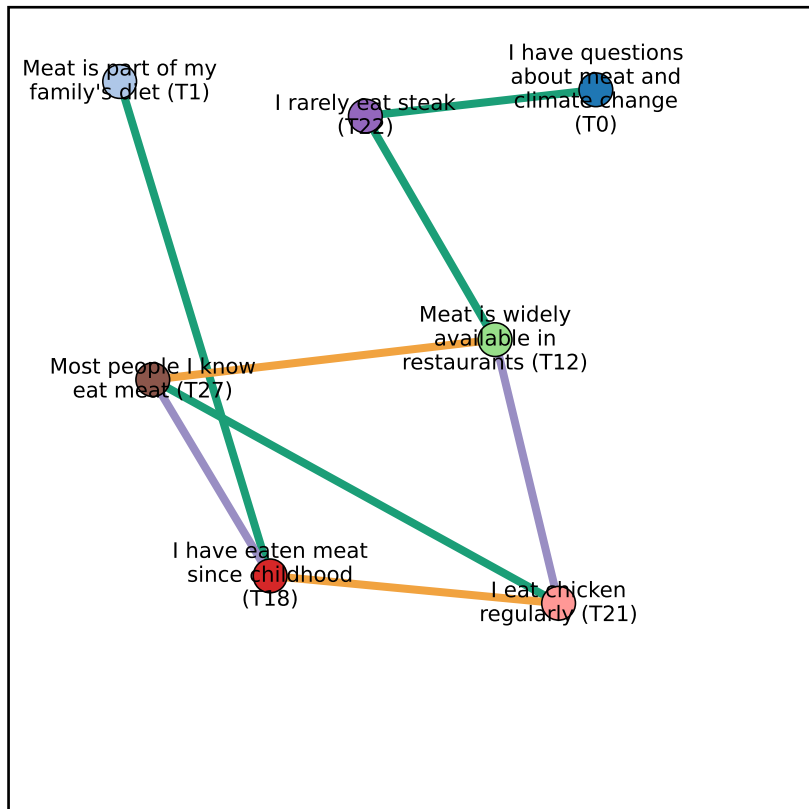 Meat is part of my
family's diet (T1)
I have questions
about meat and
climate change
(T0)
I rarely eat steak
(T22)
Meat is widely
available in
restaurants (T12)
Most people I know
eat meat (T27)
I have eaten meat
since childhood
(T18)
I eat chicken
regularly (T21)